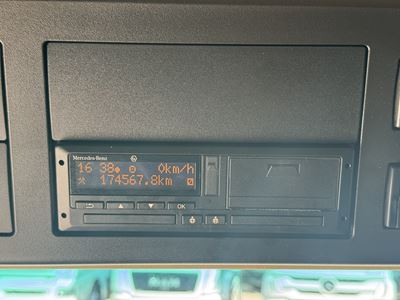 Mercedes-Benz
16 38 0km/h
174567.8km
OK